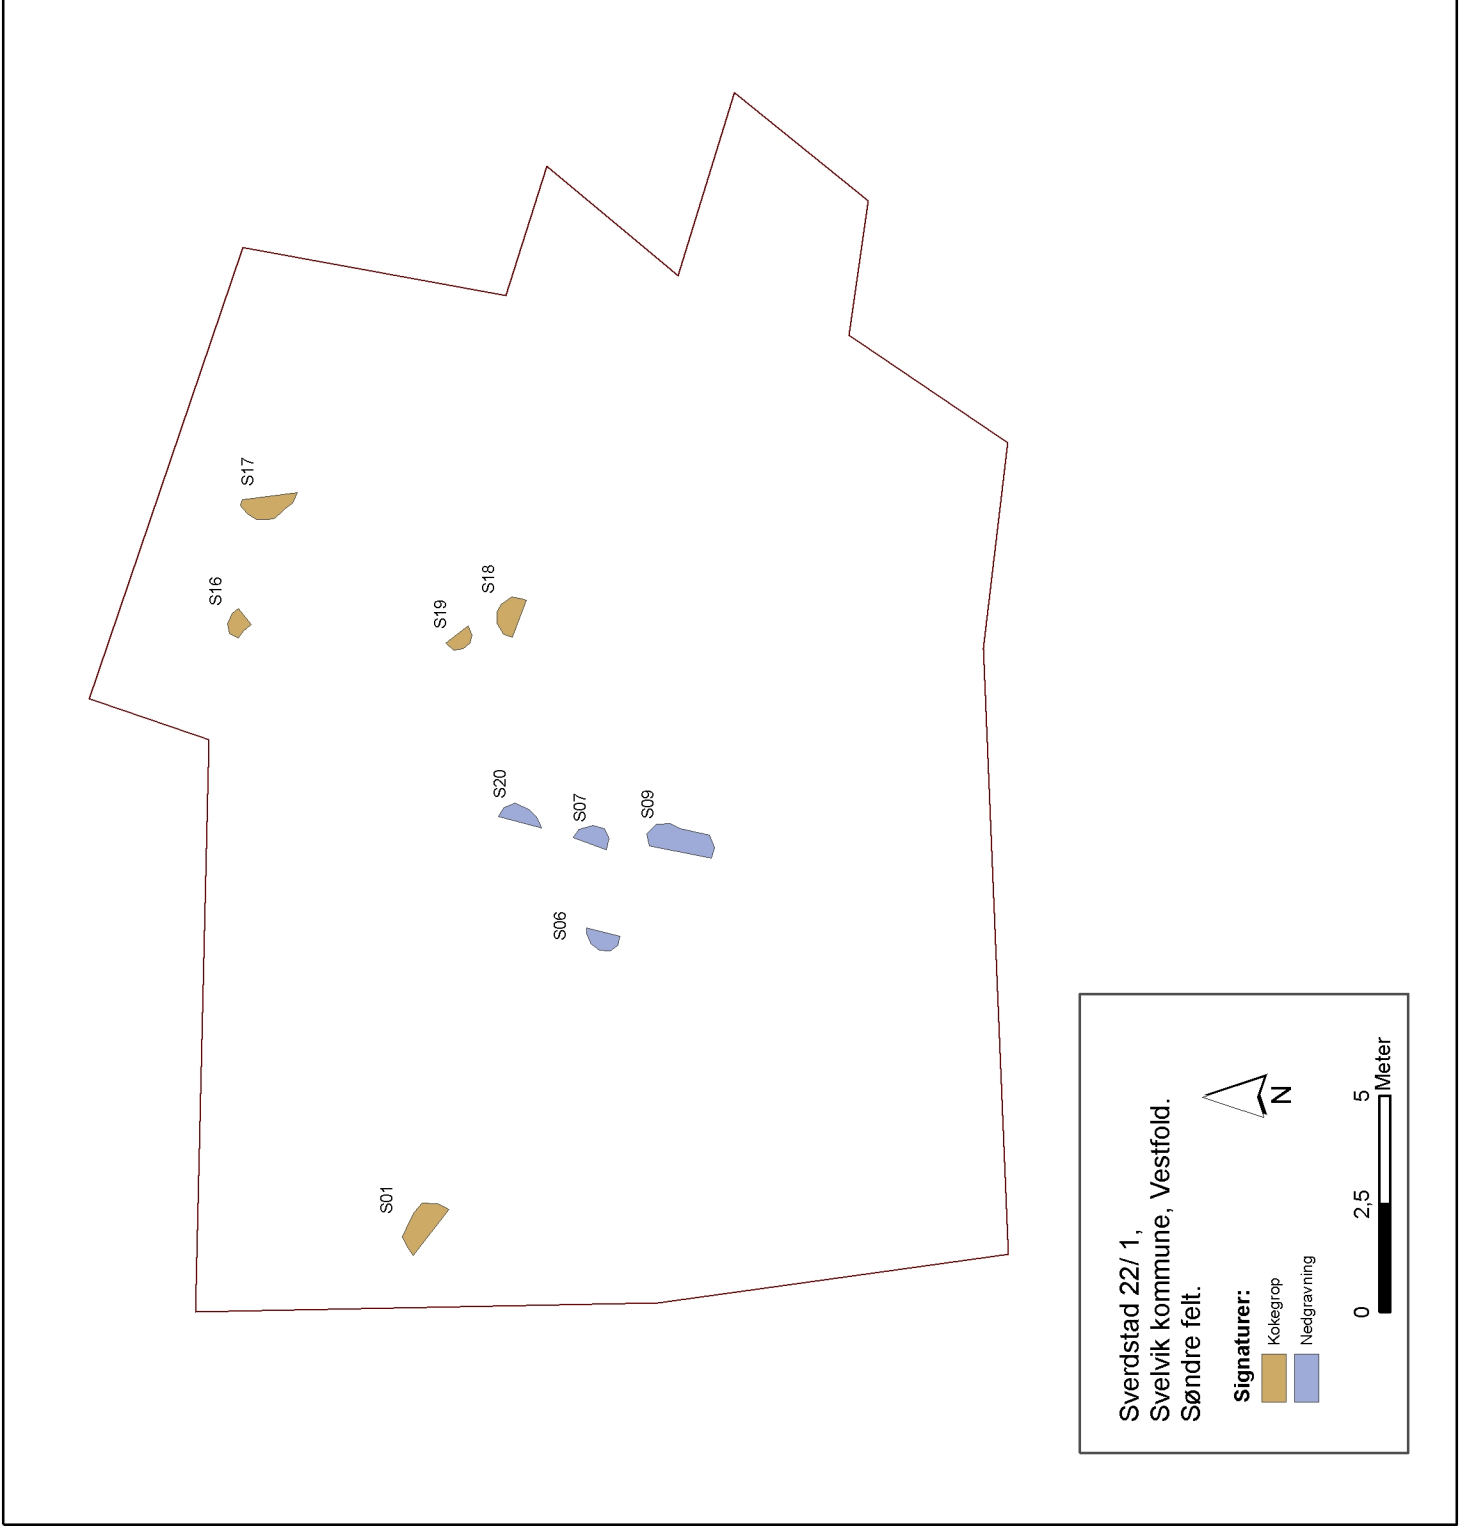 S17
S16
S19
S18
S20
S07
S09
S06
S01
Sverdstad 22/ 1,
Svelvik kommune, Vestfold.
Søndre felt.
N
Signaturer:
Kokegrop
Nedgravning
0 2,5 5
Meter